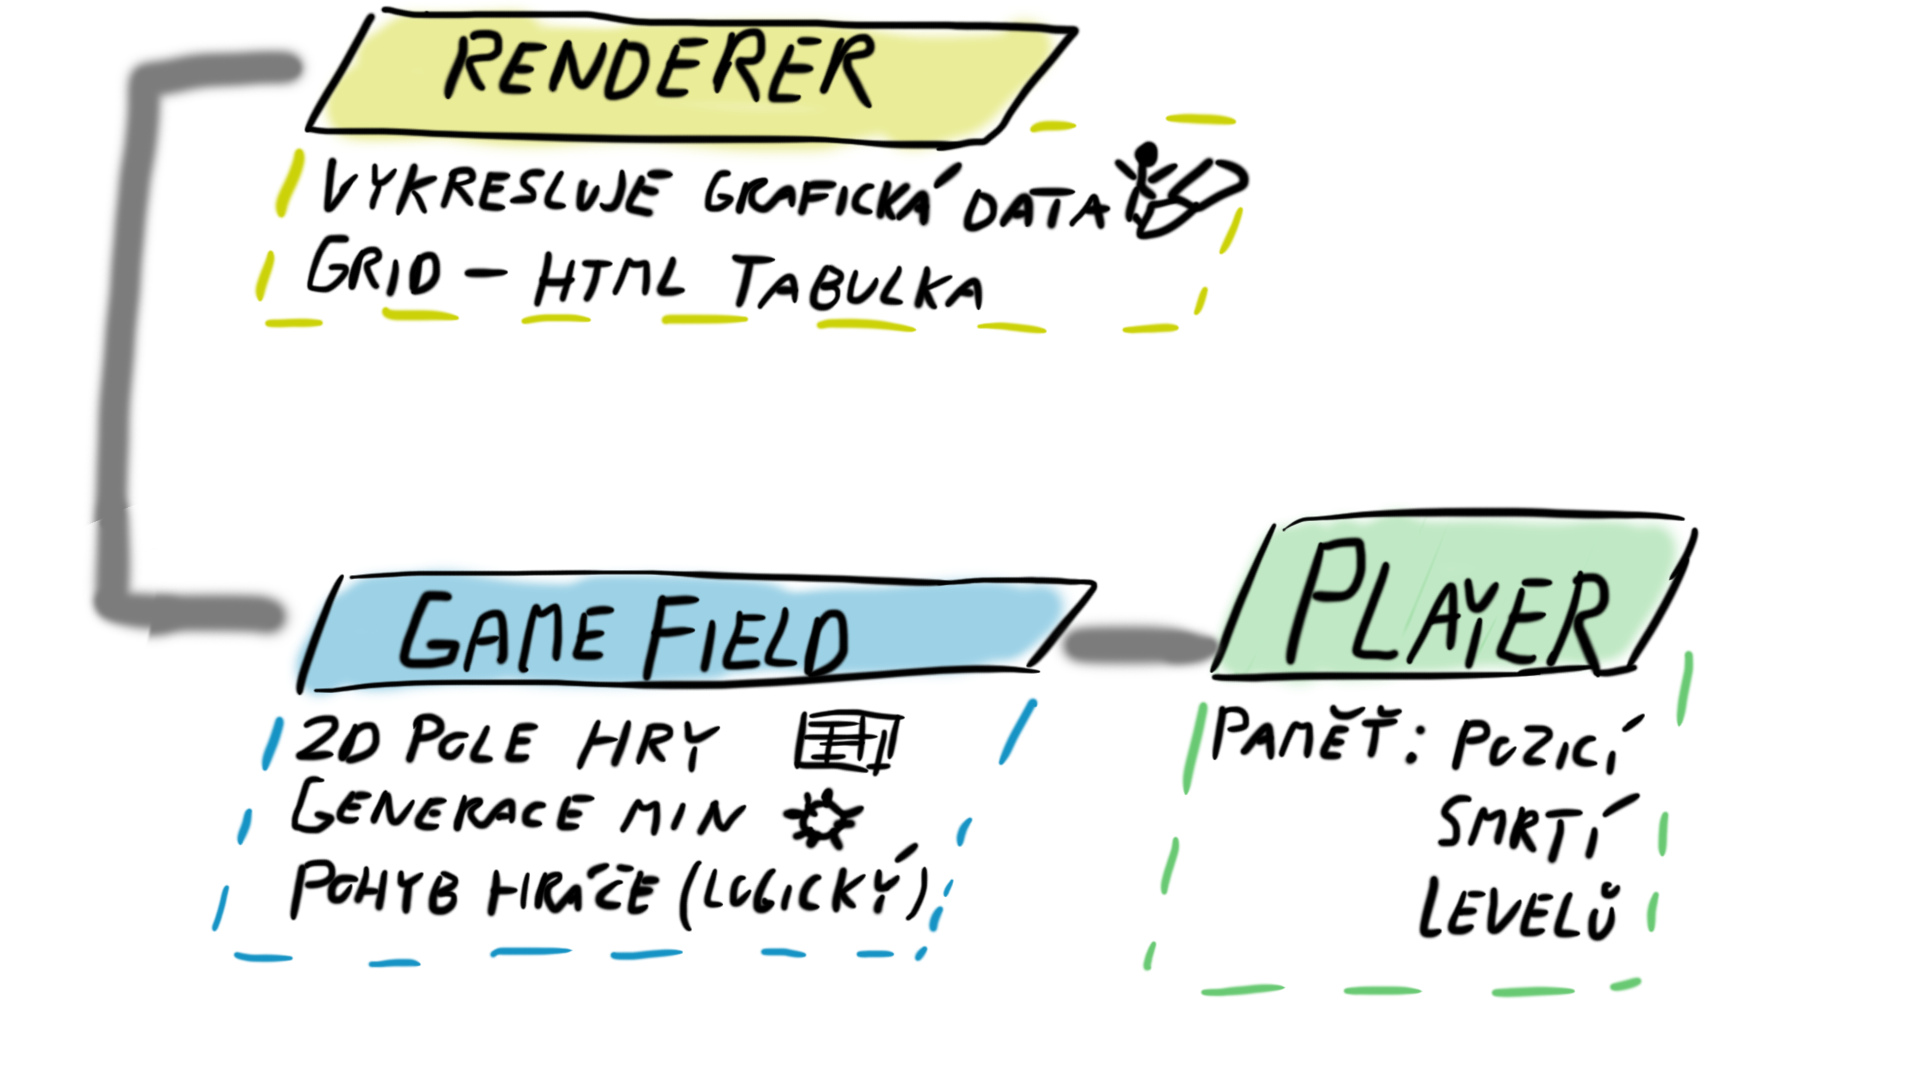 RENDERER
VYKRESLUJE GRAFICKÁ DATA
GRID - HTML TABULKA
GAME FIELD
2D POLE HRY
GENERACE MIN
POHYB HRÁČE (LOGICKÝ)
PLAYER
PAMĚŤ: POZICÍ
SMRTÍ
LEVELŮ